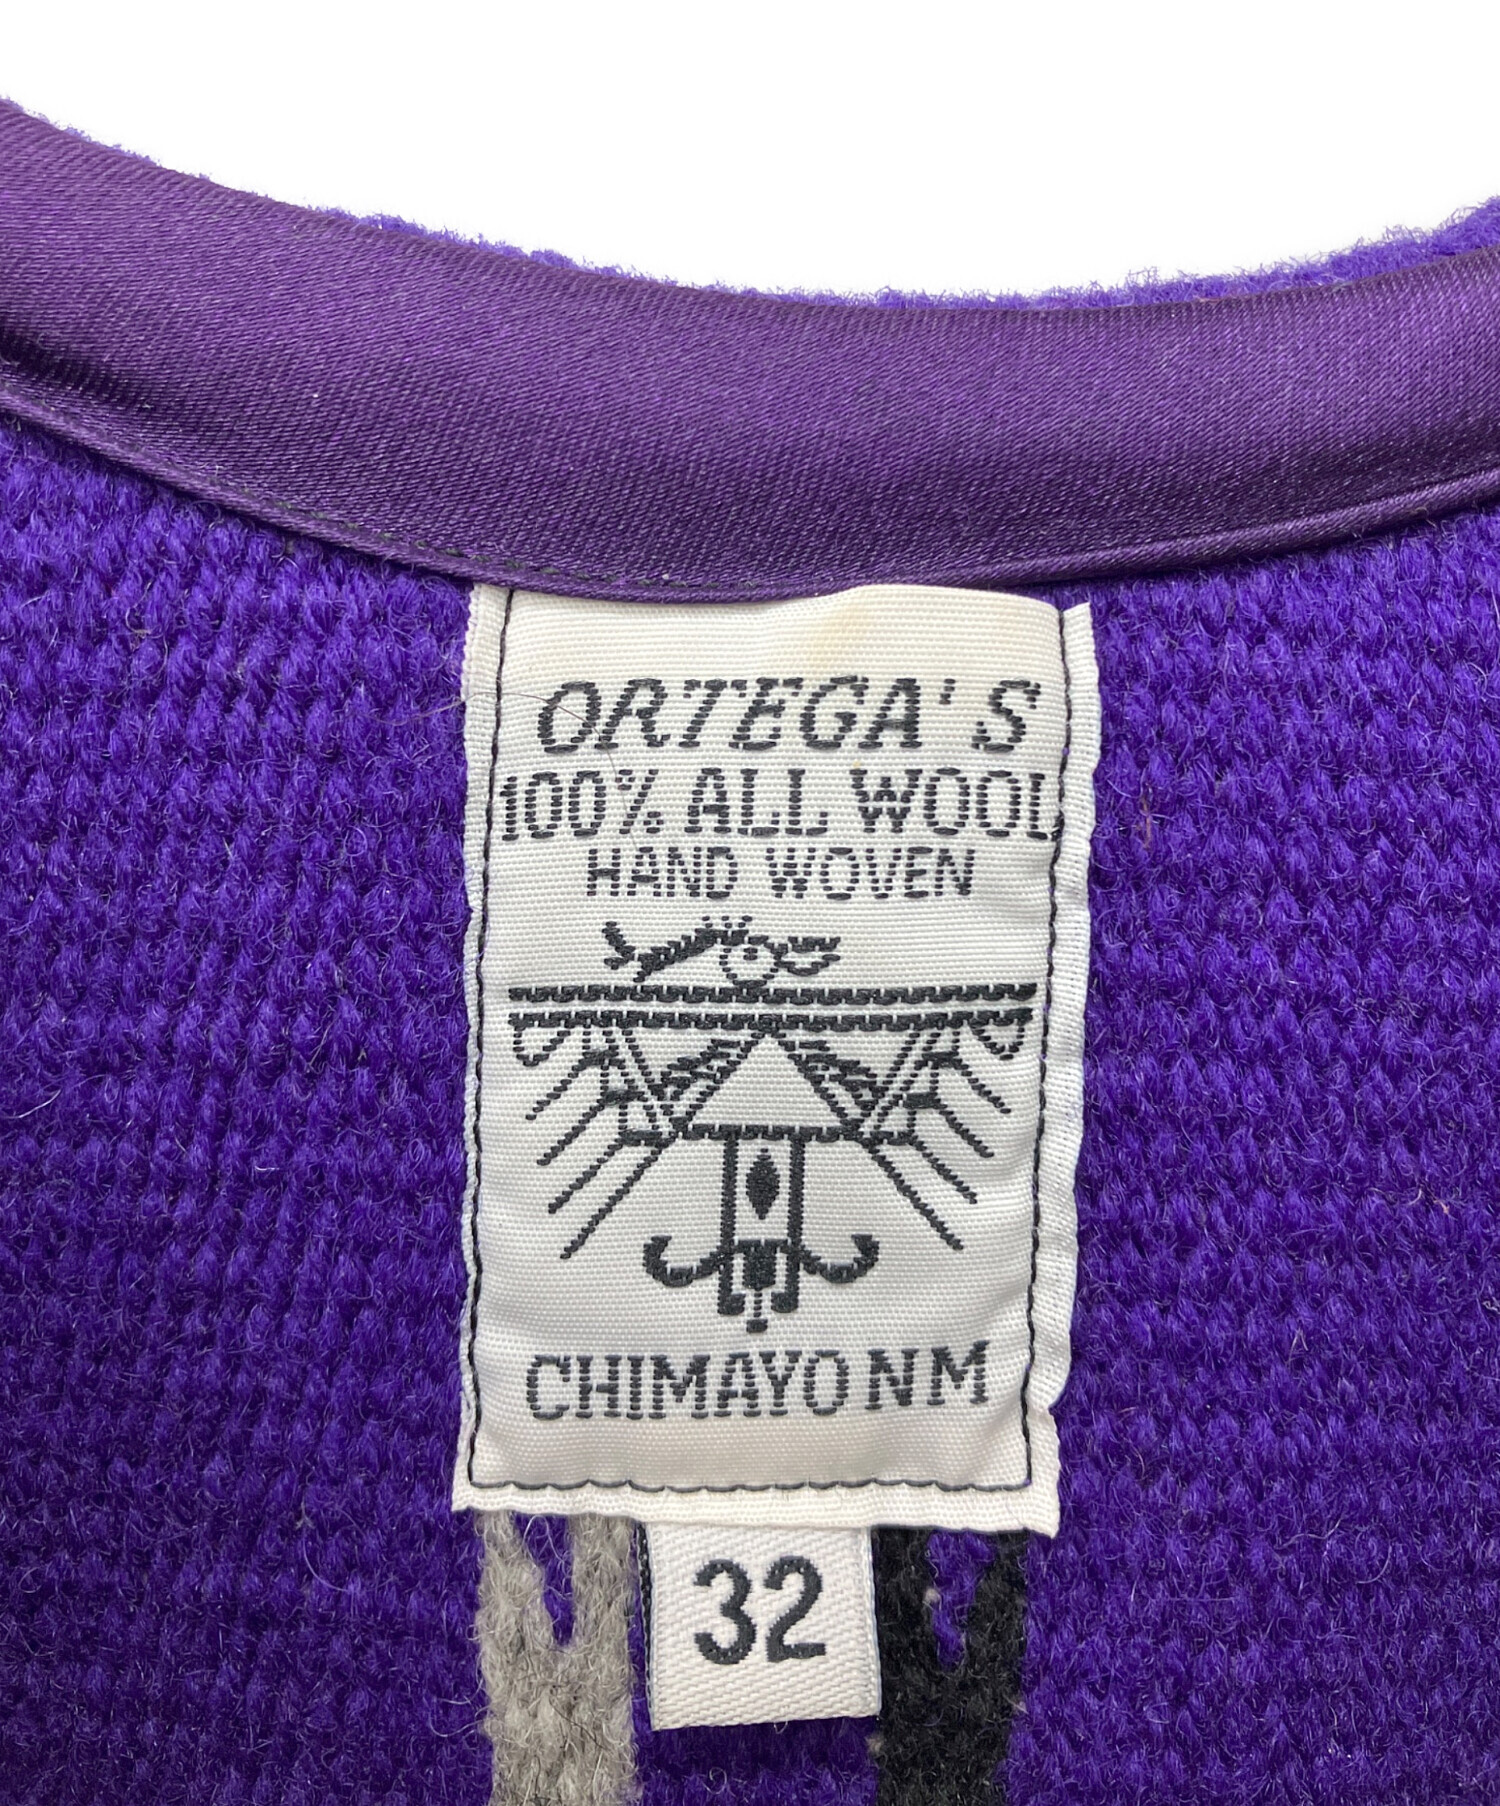 ORTEGA'S
100% ALL WOOL
HAND WOVEN
CHIMAYO NM
32